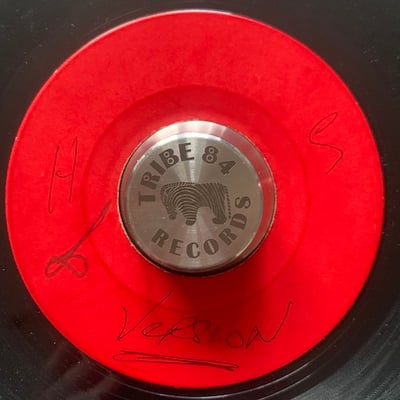 TRIBE 84
RECORDS
H S
VERSION